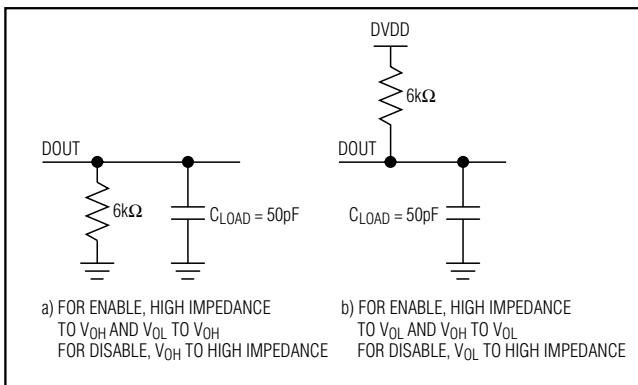 DOUT
6kΩ
CLOAD = 50pF
a) FOR ENABLE, HIGH IMPEDANCE
TO VOH AND VOL TO VOH
FOR DISABLE, VOH TO HIGH IMPEDANCE
DVDD
6kΩ
DOUT
CLOAD = 50pF
b) FOR ENABLE, HIGH IMPEDANCE
TO VOL AND VOH TO VOL
FOR DISABLE, VOL TO HIGH IMPEDANCE